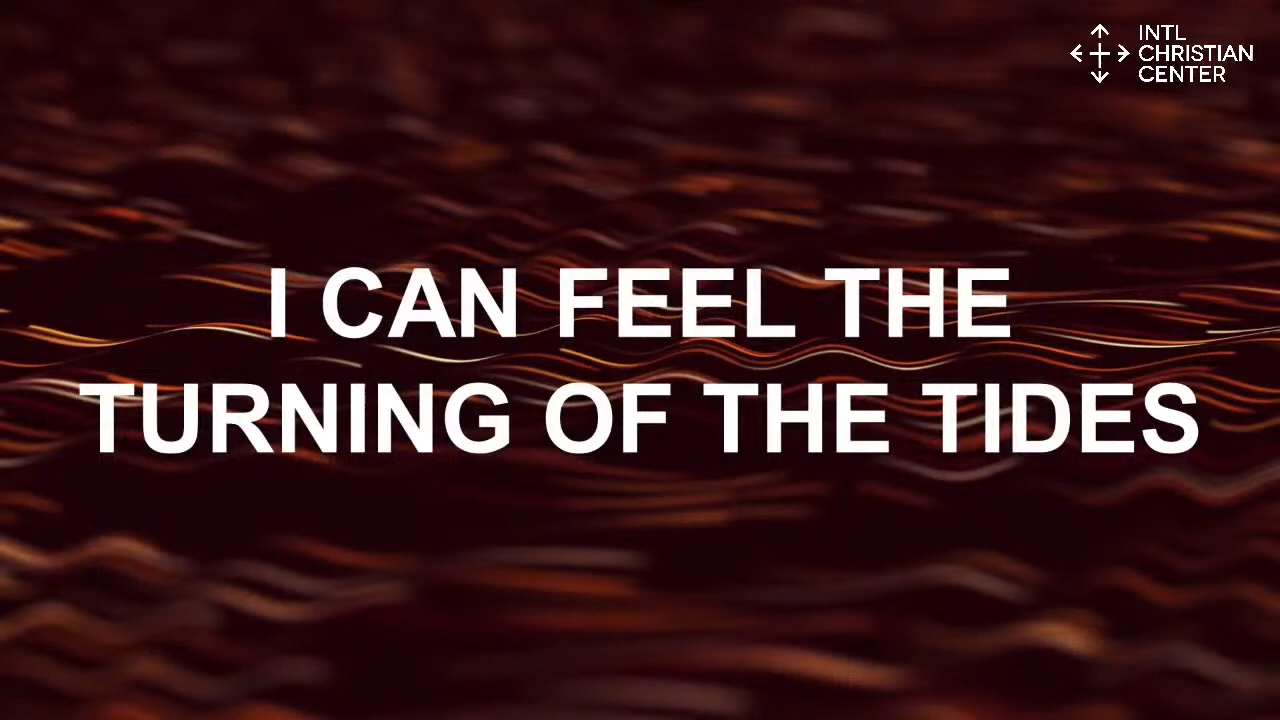 INTL
CHRISTIAN
CENTER
I CAN FEEL THE
TURNING OF THE TIDES